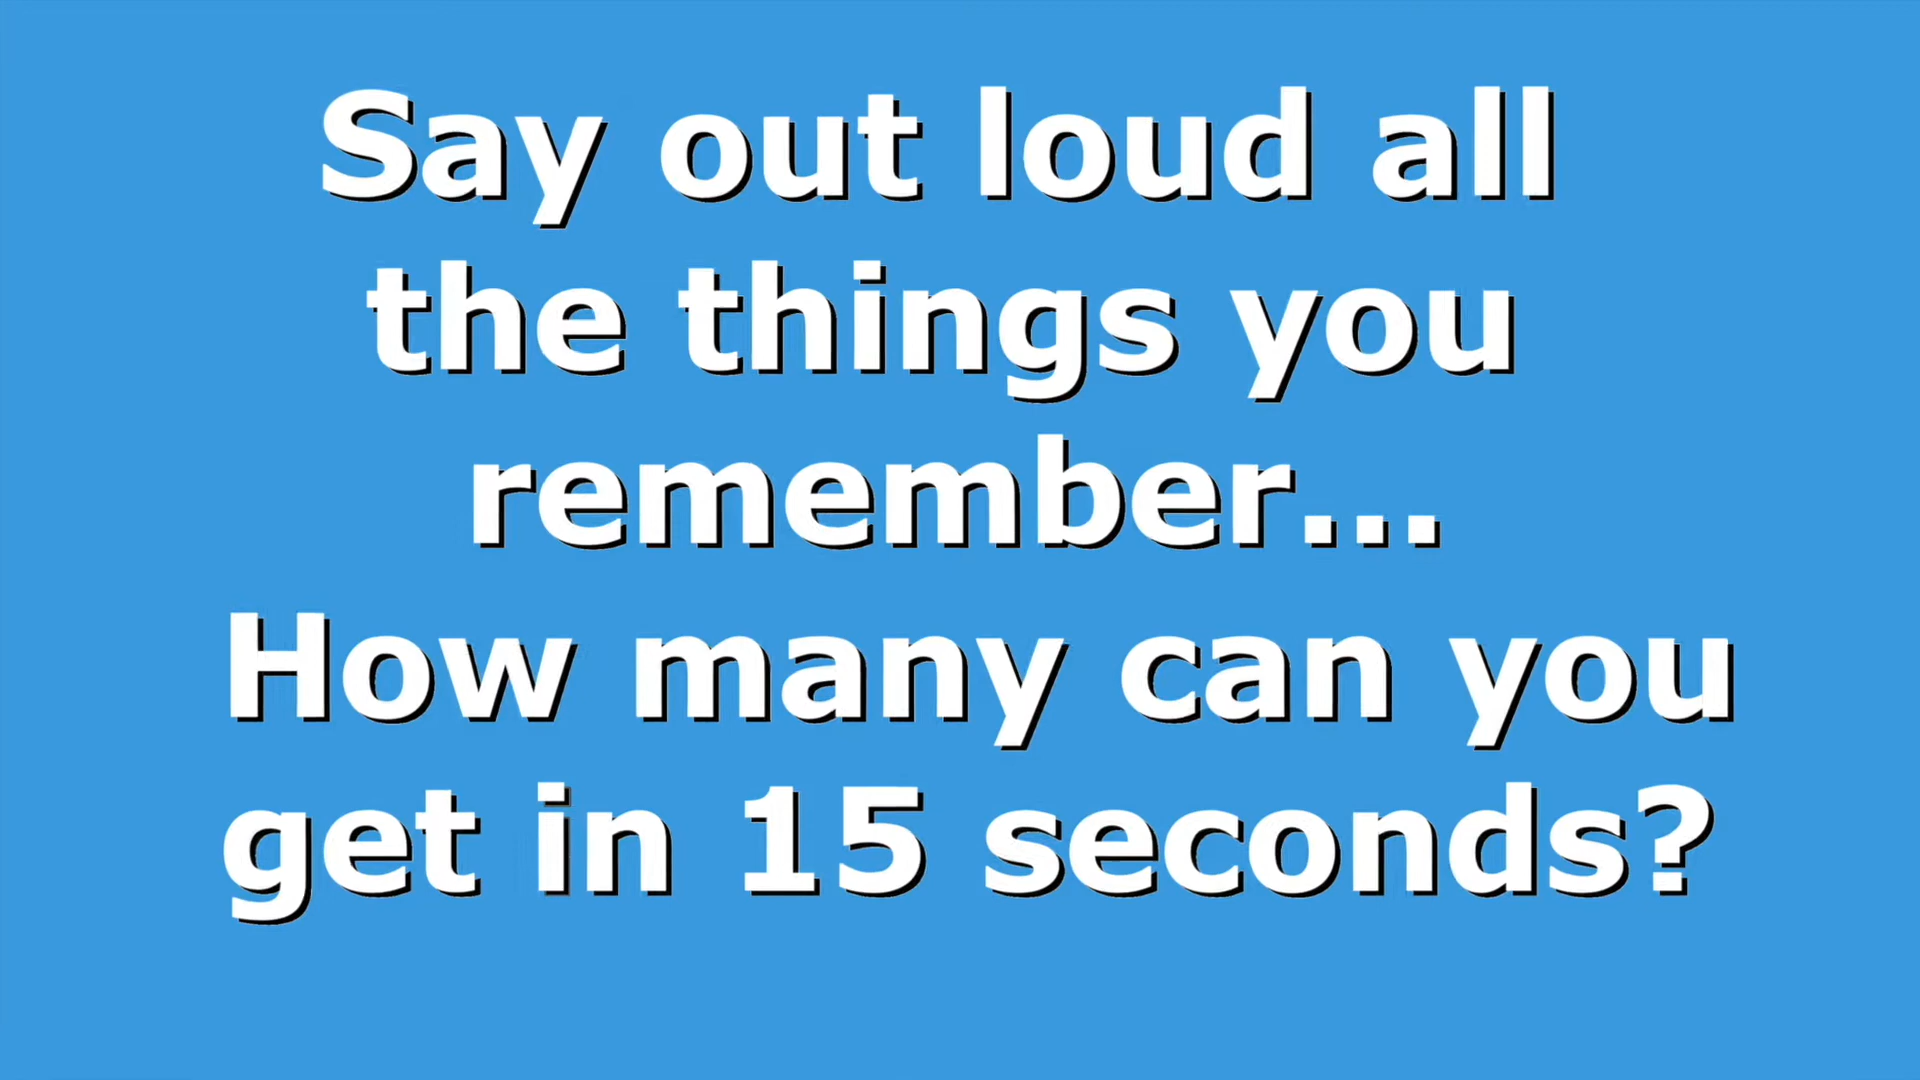 Say out loud all
the things you
remember...
How many can you
get in 15 seconds?